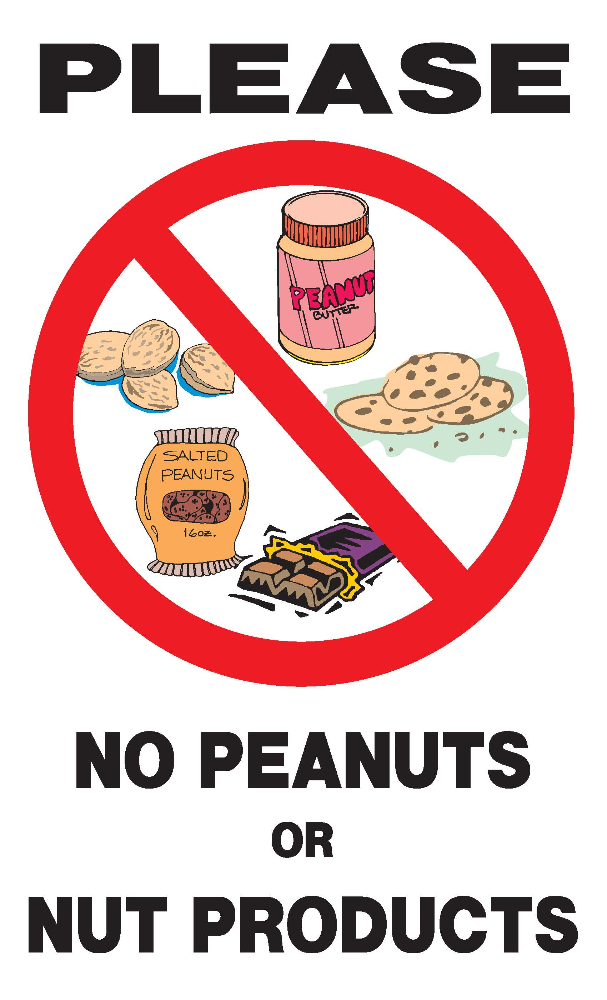 PLEASE
PEANUT
BUTTER
SALTED
PEANUTS
16oz.
NO PEANUTS
OR
NUT PRODUCTS